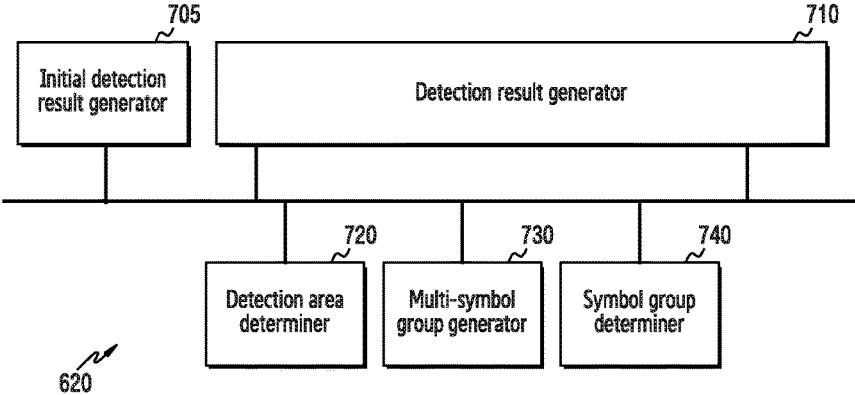 705
710
Initial detection
result generator
Detection result generator
720
730
740
Detection area
determiner
Multi-symbol
group generator
Symbol group
determiner
620